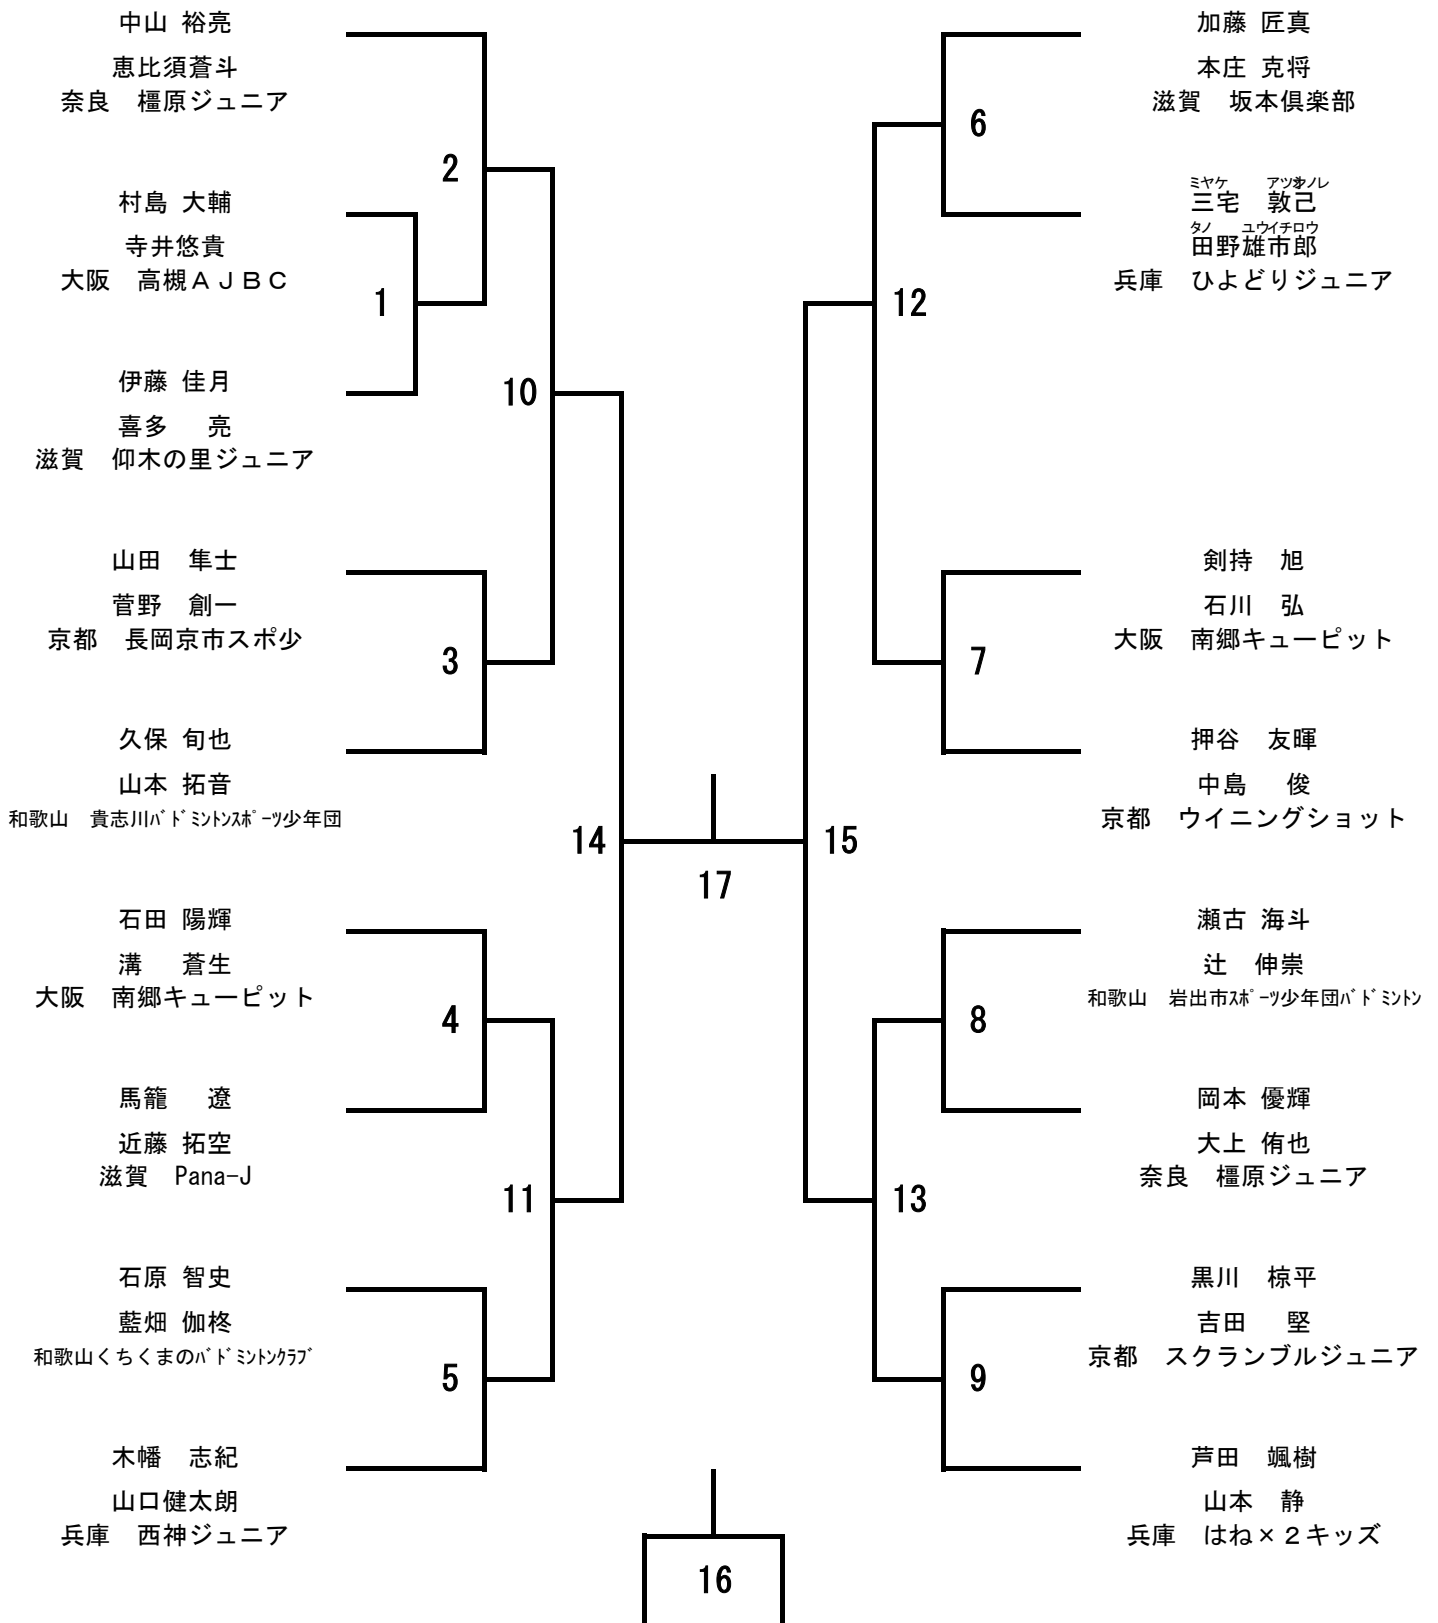 中山 裕亮
恵比須蒼斗
奈良　橿原ジュニア
2
村島 大輔
寺井悠貴
大阪　高槻ＡＪＢＣ
1
伊藤 佳月
喜多　亮
滋賀　仰木の里ジュニア
10
山田　隼士
菅野　創一
京都　長岡京市スポ少
3
久保 旬也
山本 拓音
和歌山　貴志川ﾊﾞﾄﾞﾐﾝﾄﾝｽﾎﾟｰﾂ少年団
14
石田 陽輝
溝　蒼生
大阪　南郷キューピット
4
馬籠　遼
近藤 拓空
滋賀　Pana-J
11
石原 智史
藍畑 伽柊
和歌山くちくまのﾊﾞﾄﾞﾐﾝﾄﾝｸﾗﾌﾞ
5
木幡　志紀
山口健太朗
兵庫　西神ジュニア
17
16
加藤 匠真
本庄 克将
滋賀　坂本倶楽部
6
ミヤケ
三宅　敦己
タノ　ユウイチロウ
田野雄市郎
兵庫　ひよどりジュニア
12
剣持　旭
石川　弘
大阪　南郷キューピット
7
押谷　友暉
中島　俊
京都　ウイニングショット
15
瀬古 海斗
辻　伸崇
和歌山　岩出市ｽﾎﾟｰﾂ少年団ﾊﾞﾄﾞﾐﾝﾄﾝ
8
岡本 優輝
大上 侑也
奈良　橿原ジュニア
13
黒川　椋平
吉田　堅
京都　スクランブルジュニア
9
芦田　颯樹
山本　静
兵庫　はね×２キッズ